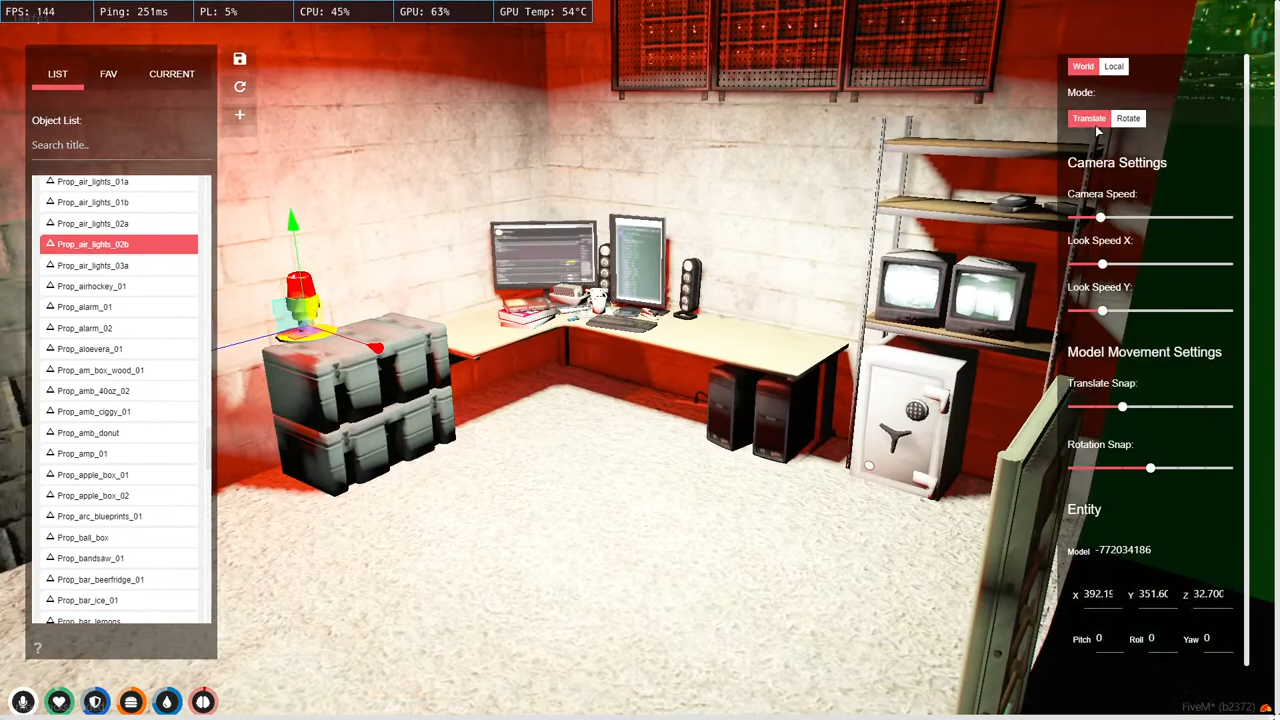 FPS: 144 Ping: 251ms PL: 5% CPU: 45% GPU: 63% GPU Temp: 54°C
LIST FAV CURRENT
Object List:
Search title..
Prop_air_lights_01a
Prop_air_lights_01b
Prop_air_lights_02a
Prop_air_lights_02b
Prop_air_lights_03a
Prop_airhockey_01
Prop_alarm_01
Prop_alarm_02
Prop_aloevera_01
Prop_am_box_wood_01
Prop_amb_40oz_02
Prop_amb_ciggy_01
Prop_amb_donut
Prop_amp_01
Prop_apple_box_01
Prop_apple_box_02
Prop_arc_blueprints_01
Prop_ball_box
Prop_bandsaw_01
Prop_bar_beerfridge_01
Prop_bar_ice_01
Prop_bar_lemons
?
World Local
Mode:
Translate Rotate
Camera Settings
Camera Speed:
Look Speed X:
Look Speed Y:
Model Movement Settings
Translate Snap:
Rotation Snap:
Entity
Model -772034186
X 392.19 Y 351.60 Z 32.700
Pitch 0 Roll 0 Yaw 0
FiveM* (b2372)